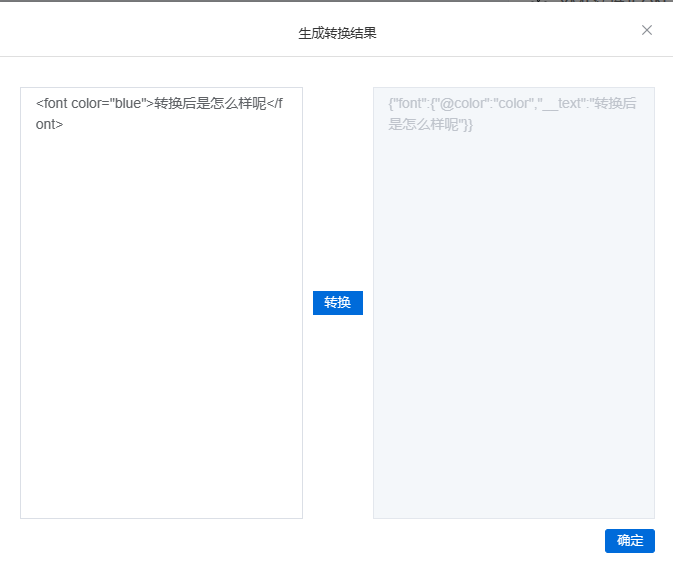 生成转换结果
<font color="blue">转换后是怎么样呢</f
ont>
{"font":{"@color":"color","__text":"转换后
是怎么样呢"}}
转换
确定